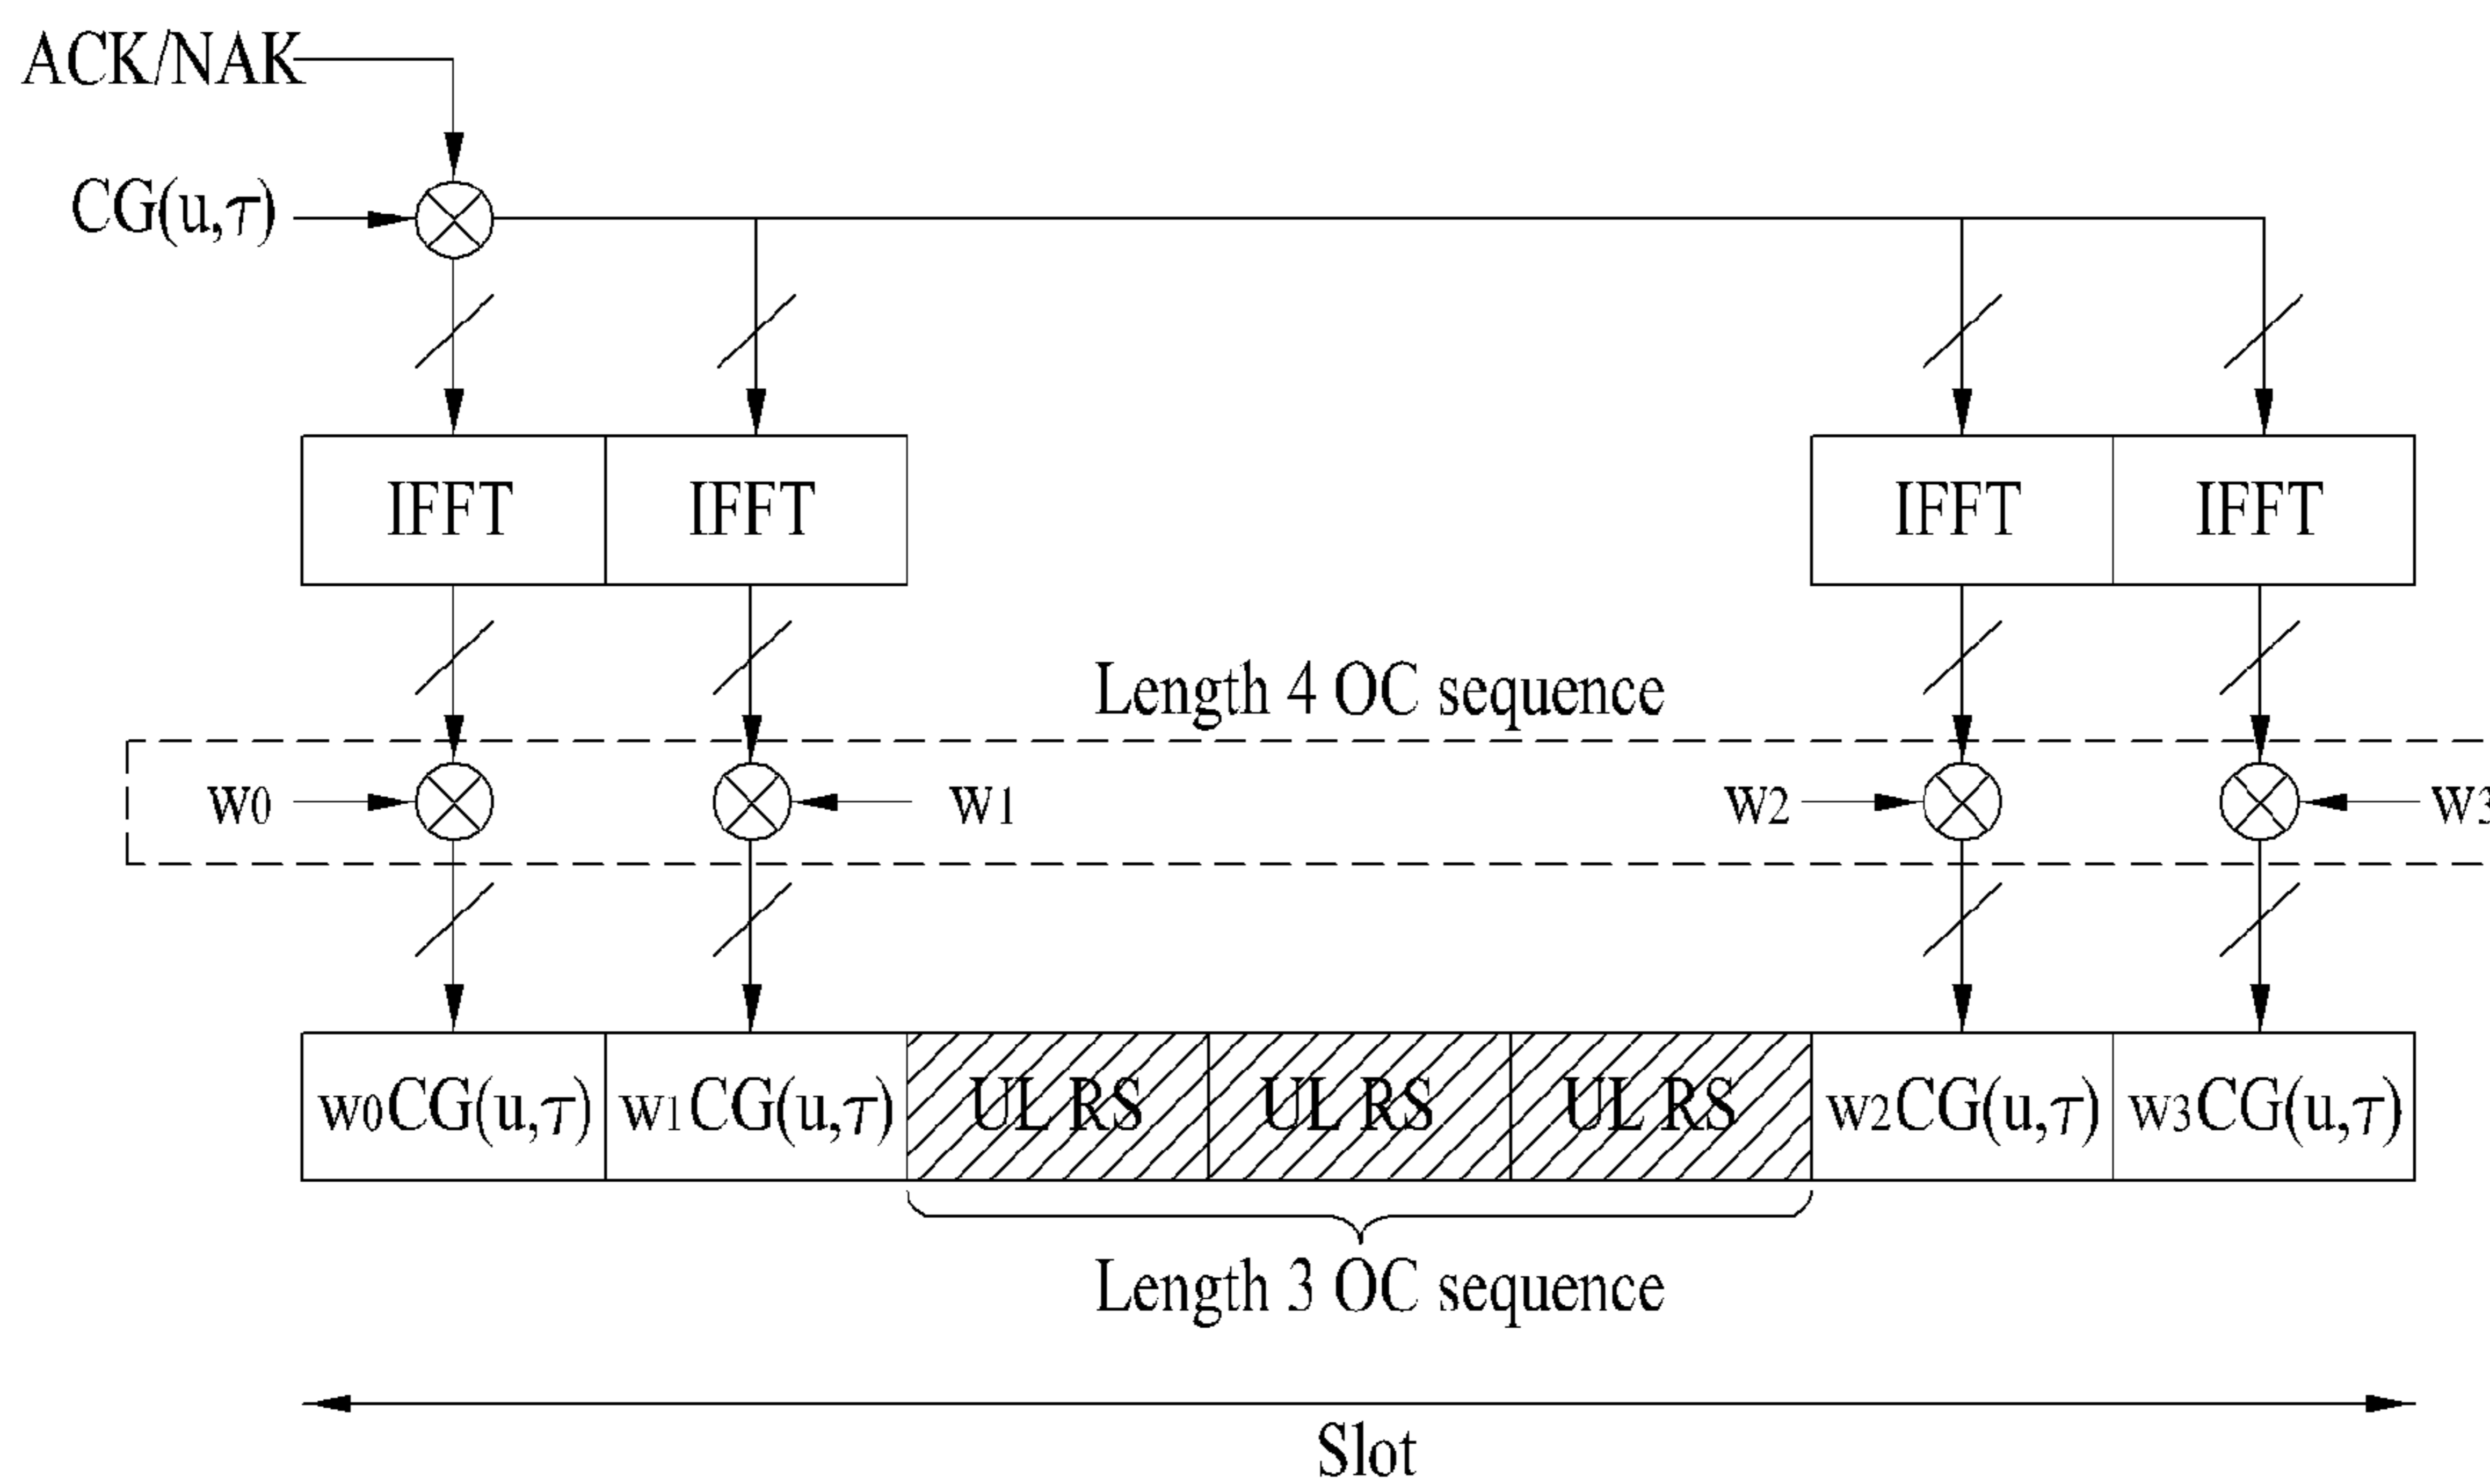 ACK/NAK
CG(u,τ)
IFFT IFFT IFFT IFFT
Length 4 OC sequence
w0 w1 w2 w3
w0CG(u,τ) w1CG(u,τ) UL RS UL RS UL RS w2CG(u,τ) w3CG(u,τ)
Length 3 OC sequence
Slot